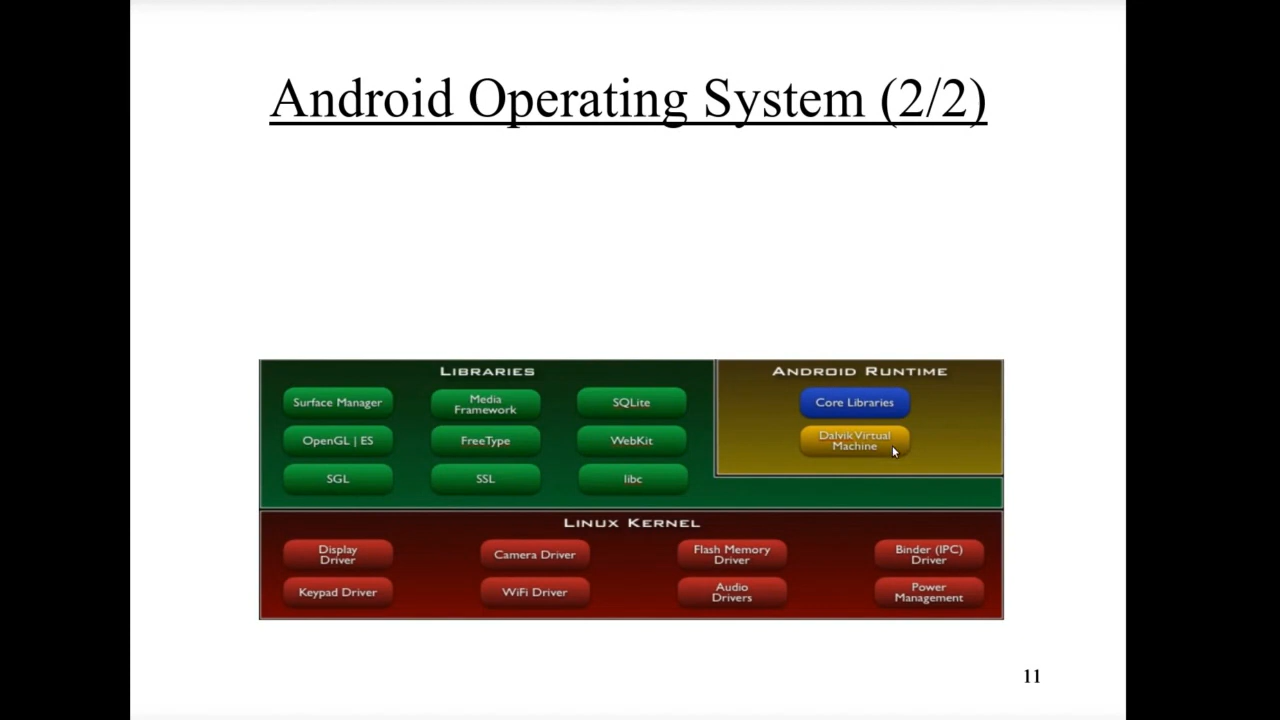 Android Operating System (2/2)
LIBRARIES
Surface Manager
Media
Framework
SQLite
OpenGL | ES
FreeType
WebKit
SGL
SSL
libc
ANDROID RUNTIME
Core Libraries
Dalvik Virtual
Machine
LINUX KERNEL
Display
Driver
Camera Driver
Flash Memory
Driver
Binder (IPC)
Driver
Keypad Driver
WiFi Driver
Audio
Drivers
Power
Management
11